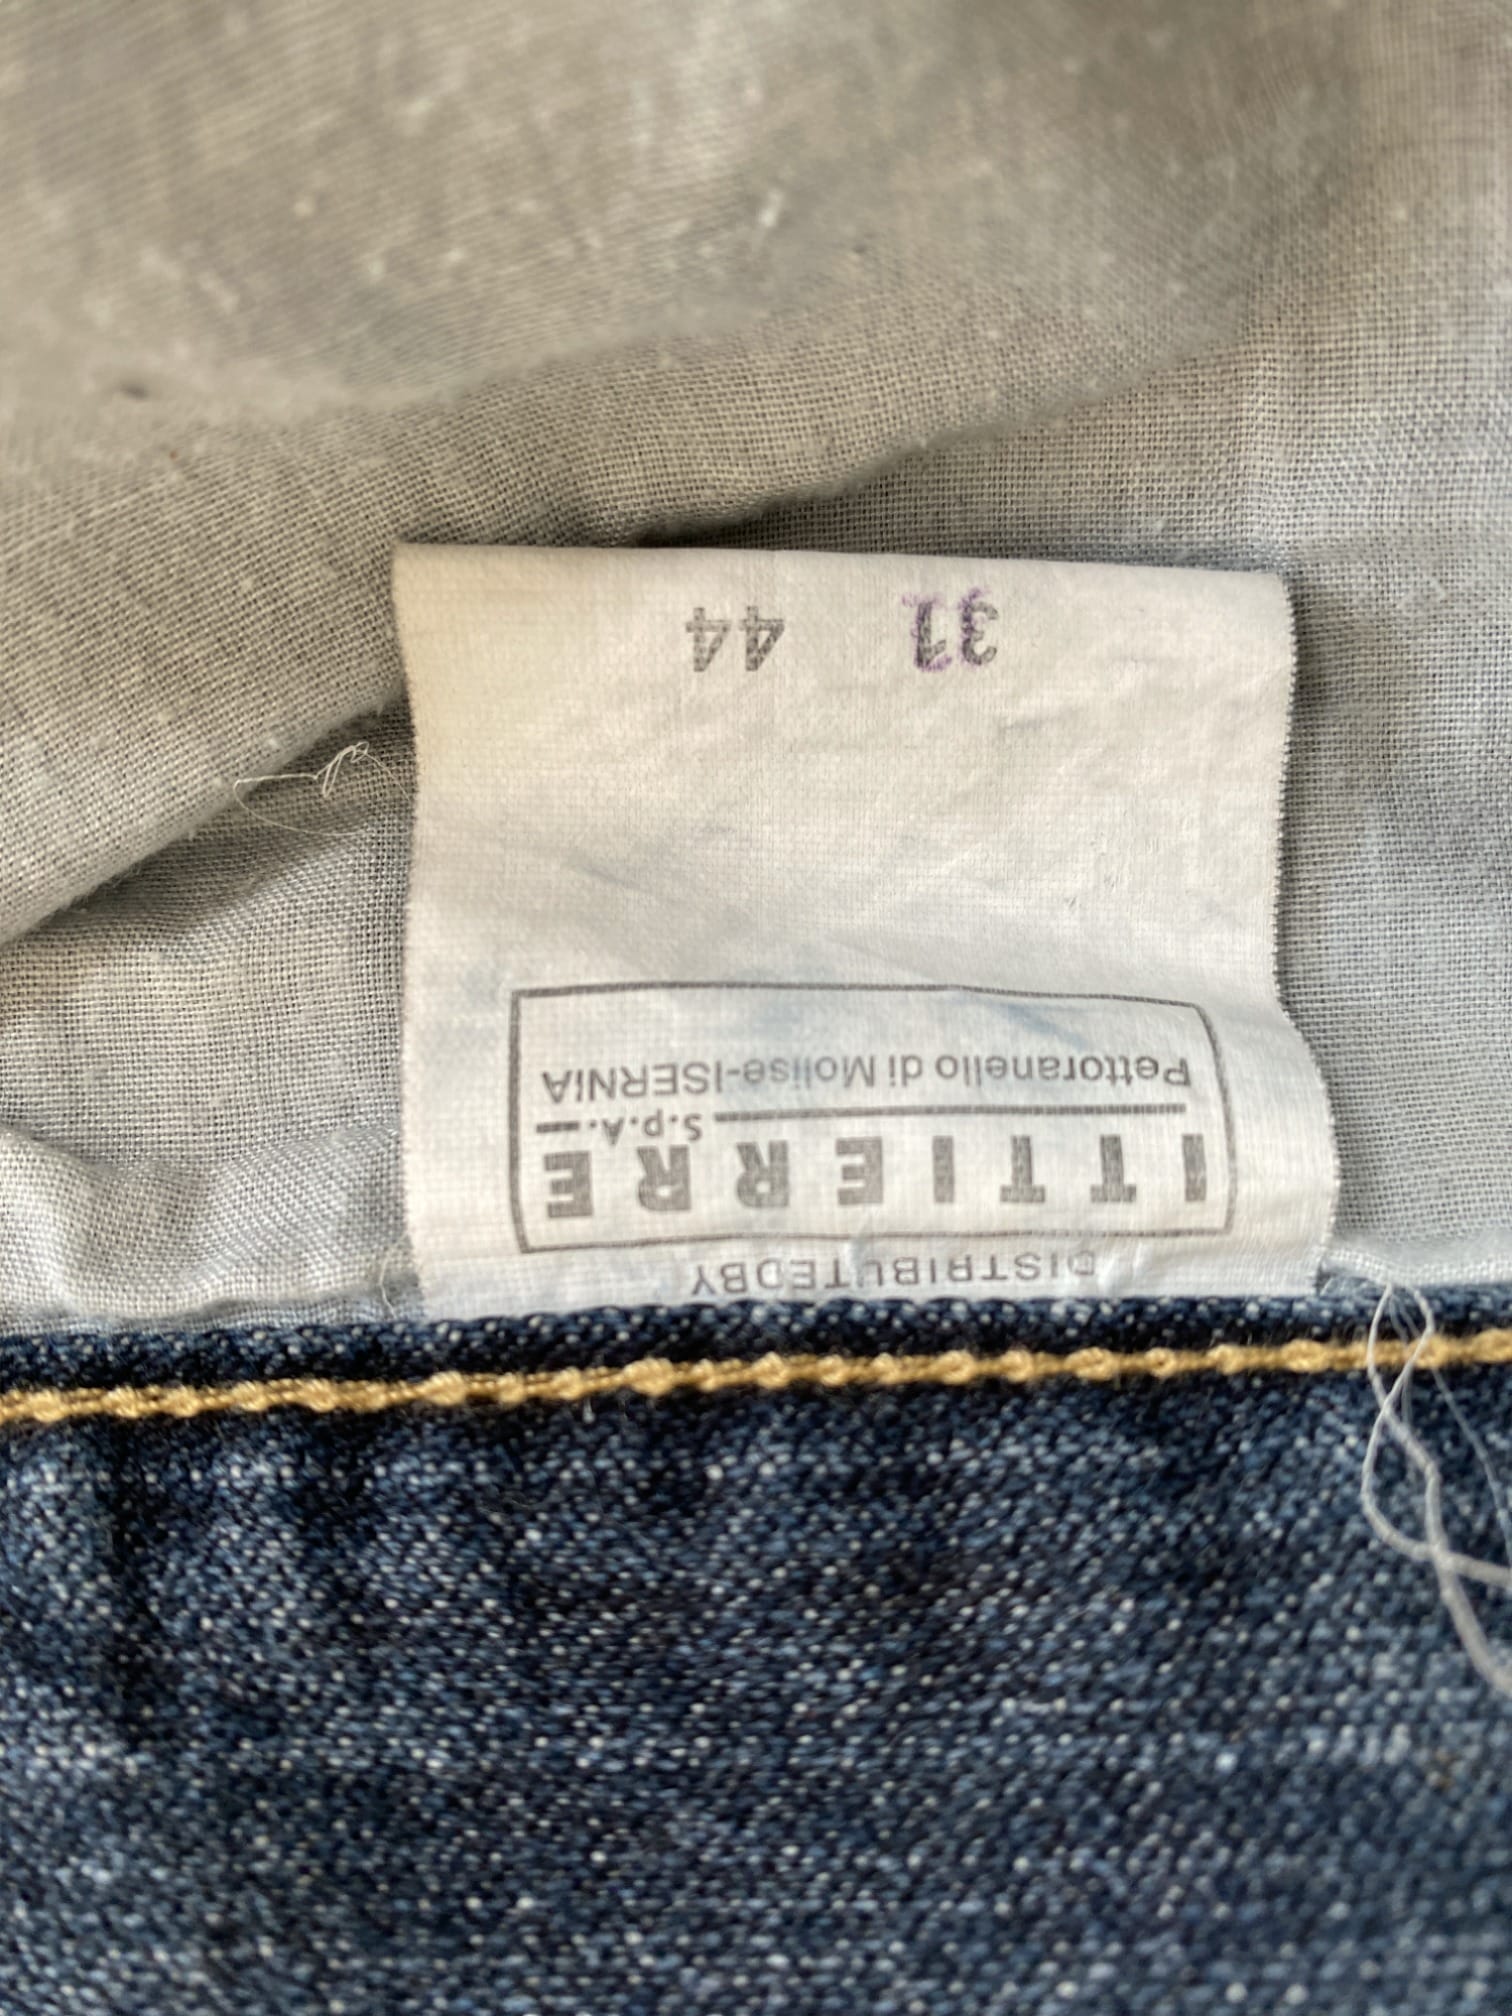 DISTRIBUTEDBY
ITTIERRE
S.p.A.
Pettoranello di Molise-ISERNIA
31 44